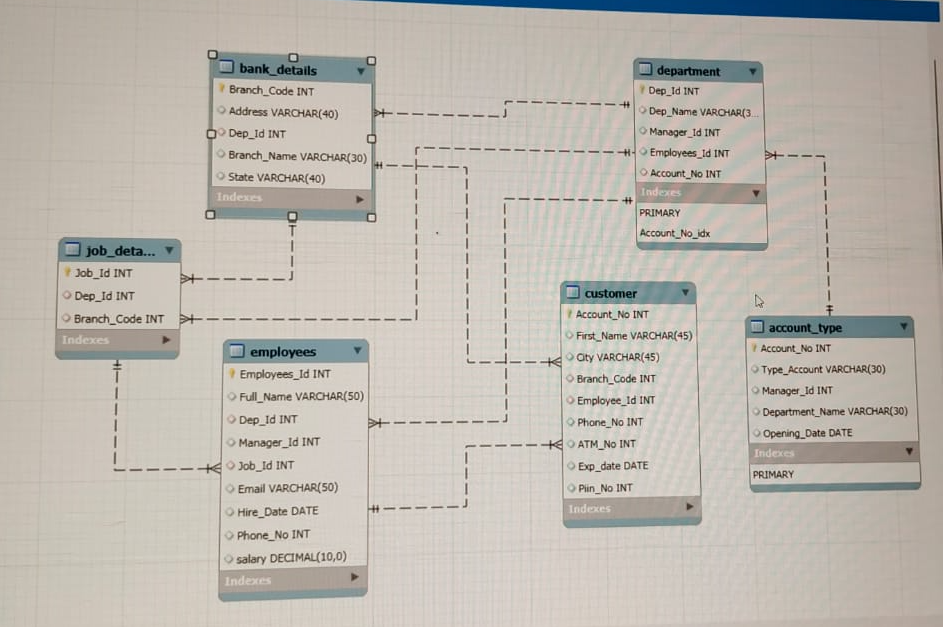 bank_details
Branch_Code INT
Address VARCHAR(40)
Dep_Id INT
Branch_Name VARCHAR(30)
State VARCHAR(40)
Indexes
department
Dep_Id INT
Dep_Name VARCHAR(3...
Manager_Id INT
Employees_Id INT
Account_No INT
Indexes
PRIMARY
Account_No_idx
job_deta...
Job_Id INT
Dep_Id INT
Branch_Code INT
Indexes
employees
Employees_Id INT
Full_Name VARCHAR(50)
Dep_Id INT
Manager_Id INT
Job_Id INT
Email VARCHAR(50)
Hire_Date DATE
Phone_No INT
salary DECIMAL(10,0)
Indexes
customer
Account_No INT
First_Name VARCHAR(45)
City VARCHAR(45)
Branch_Code INT
Employee_Id INT
Phone_No INT
ATM_No INT
Exp_date DATE
Piin_No INT
Indexes
account_type
Account_No INT
Type_Account VARCHAR(30)
Manager_Id INT
Department_Name VARCHAR(30)
Opening_Date DATE
Indexes
PRIMARY